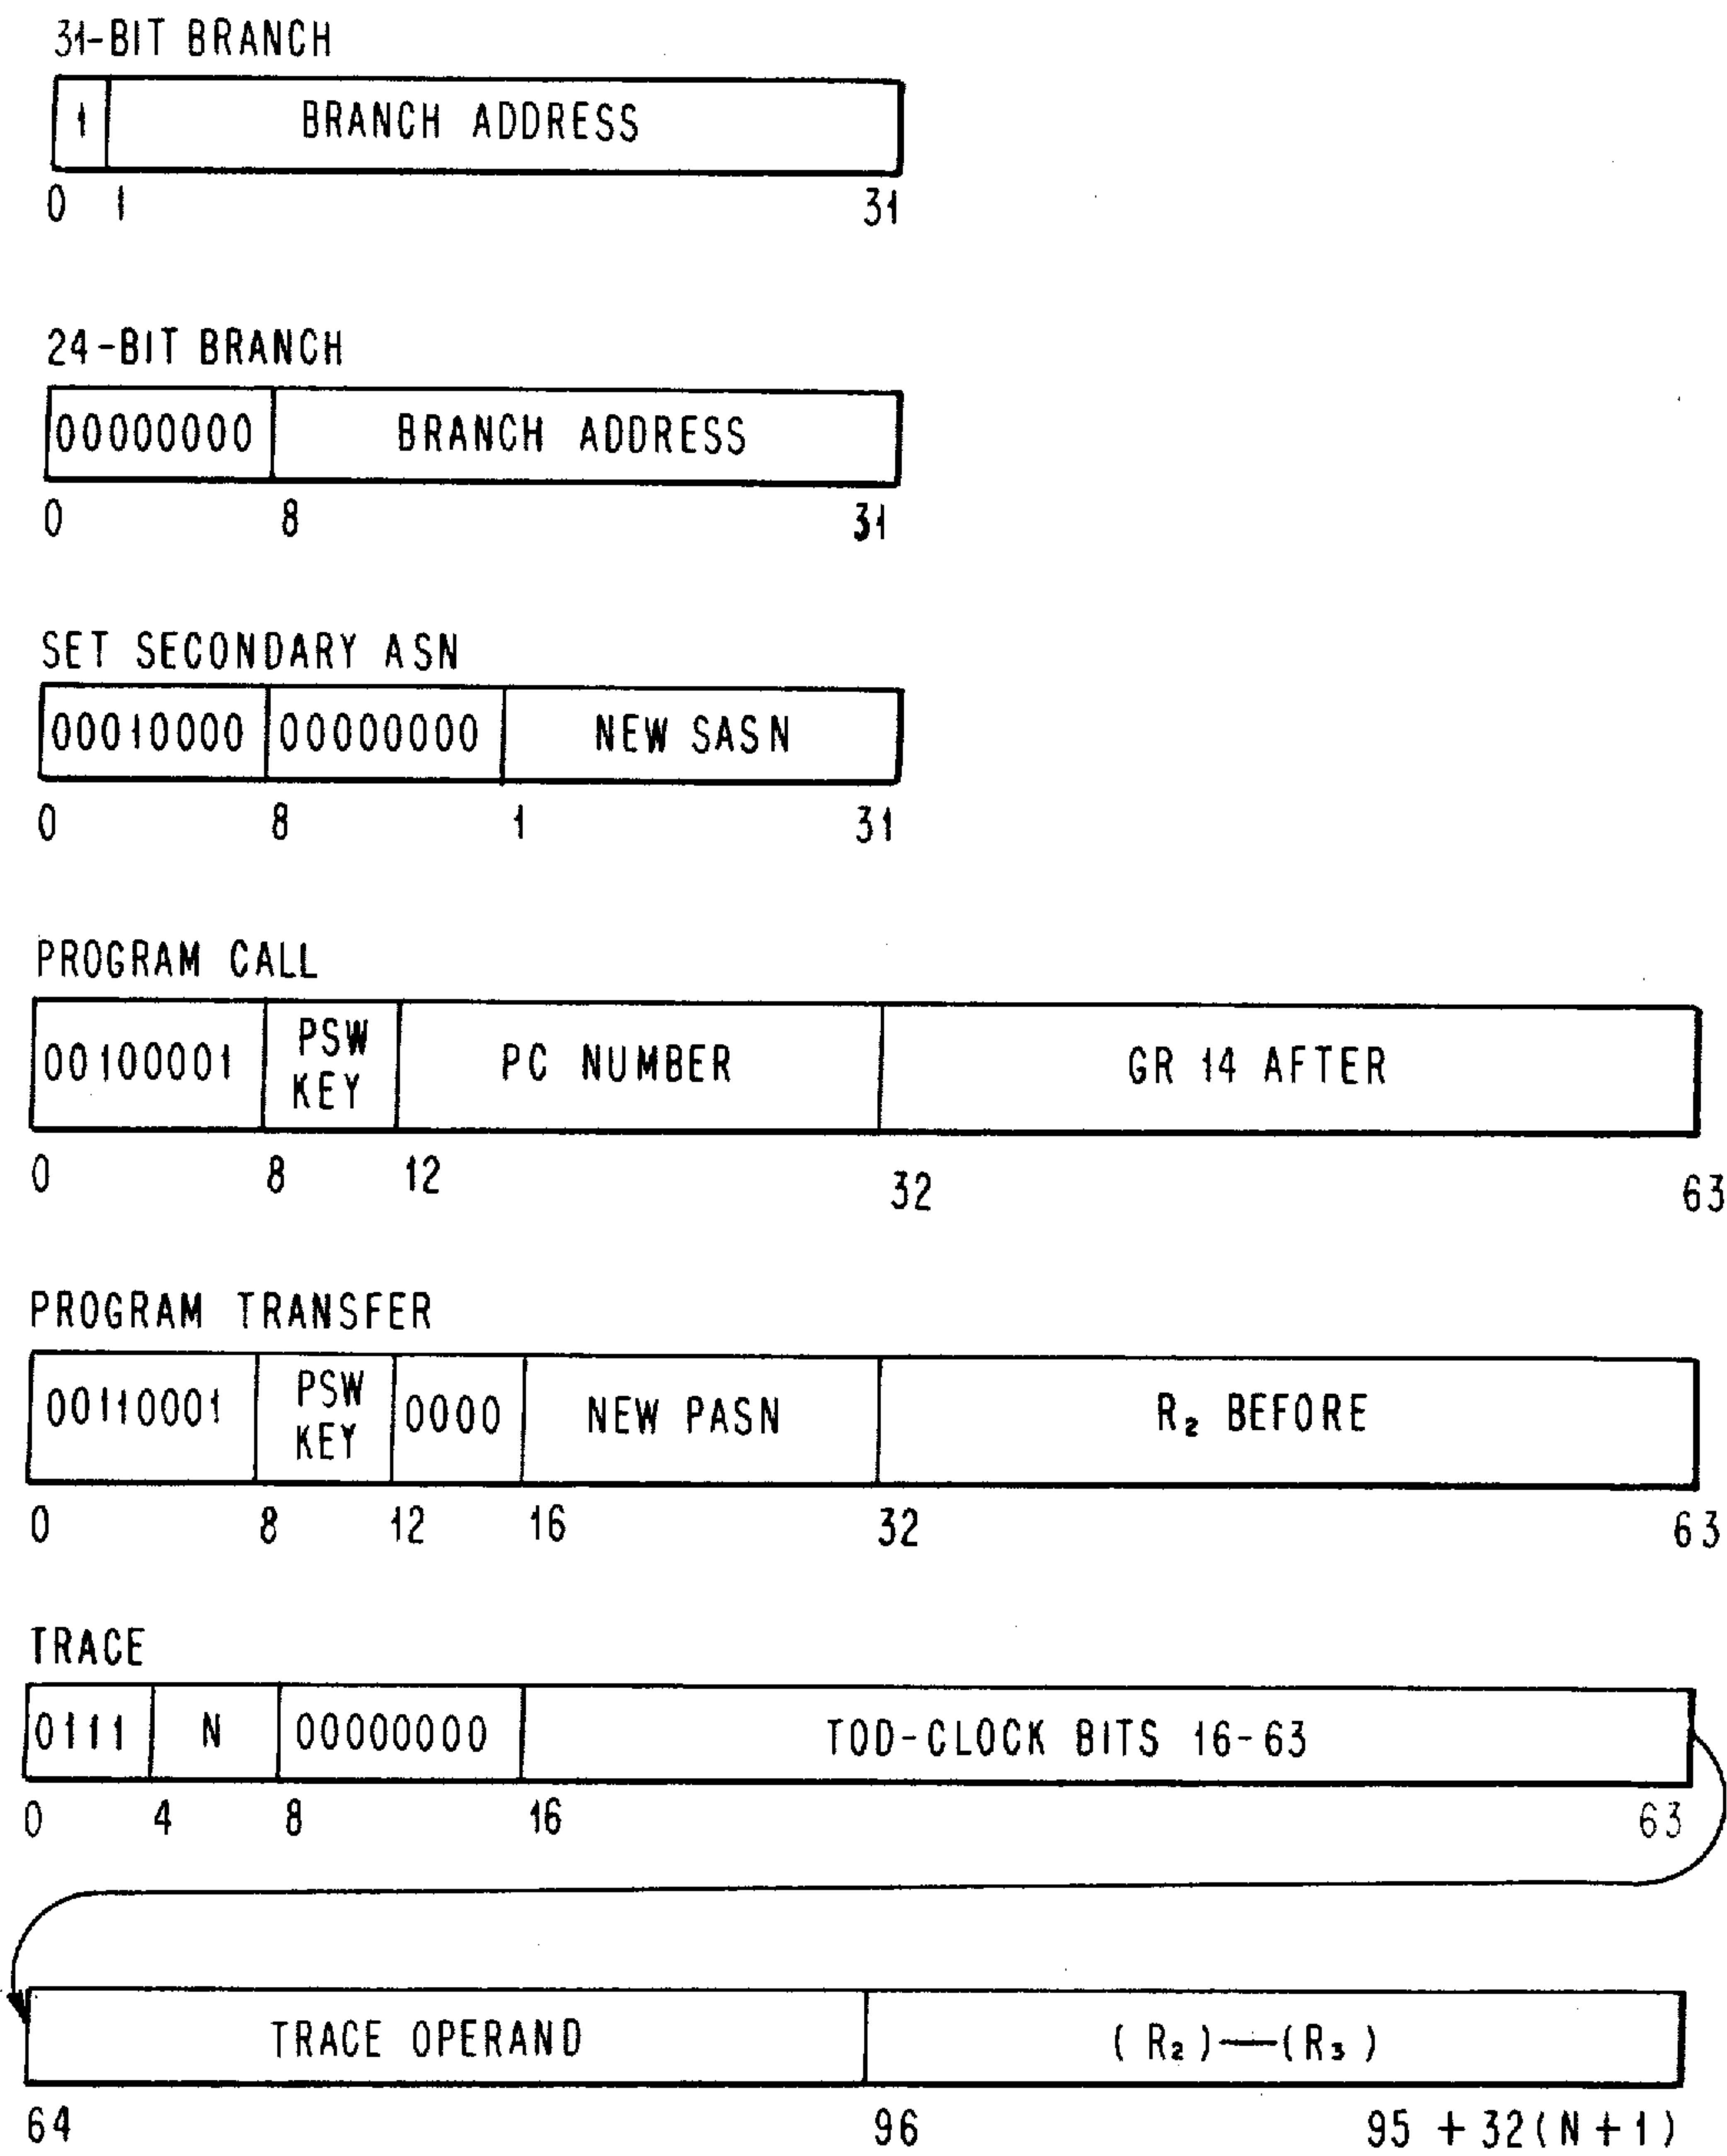 31-BIT BRANCH
1 BRANCH ADDRESS
0 1 31
24-BIT BRANCH
00000000 BRANCH ADDRESS
0 8 31
SET SECONDARY ASN
00010000 00000000 NEW SASN
0 8 1 31
PROGRAM CALL
00100001 PSW KEY PC NUMBER GR 14 AFTER
0 8 12 32 63
PROGRAM TRANSFER
00110001 PSW KEY 0000 NEW PASN R₂ BEFORE
0 8 12 16 32 63
TRACE
0111 N 00000000 TOD-CLOCK BITS 16-63
0 4 8 16 63
TRACE OPERAND (R₂)—(R₃)
64 96 95 + 32(N+1)